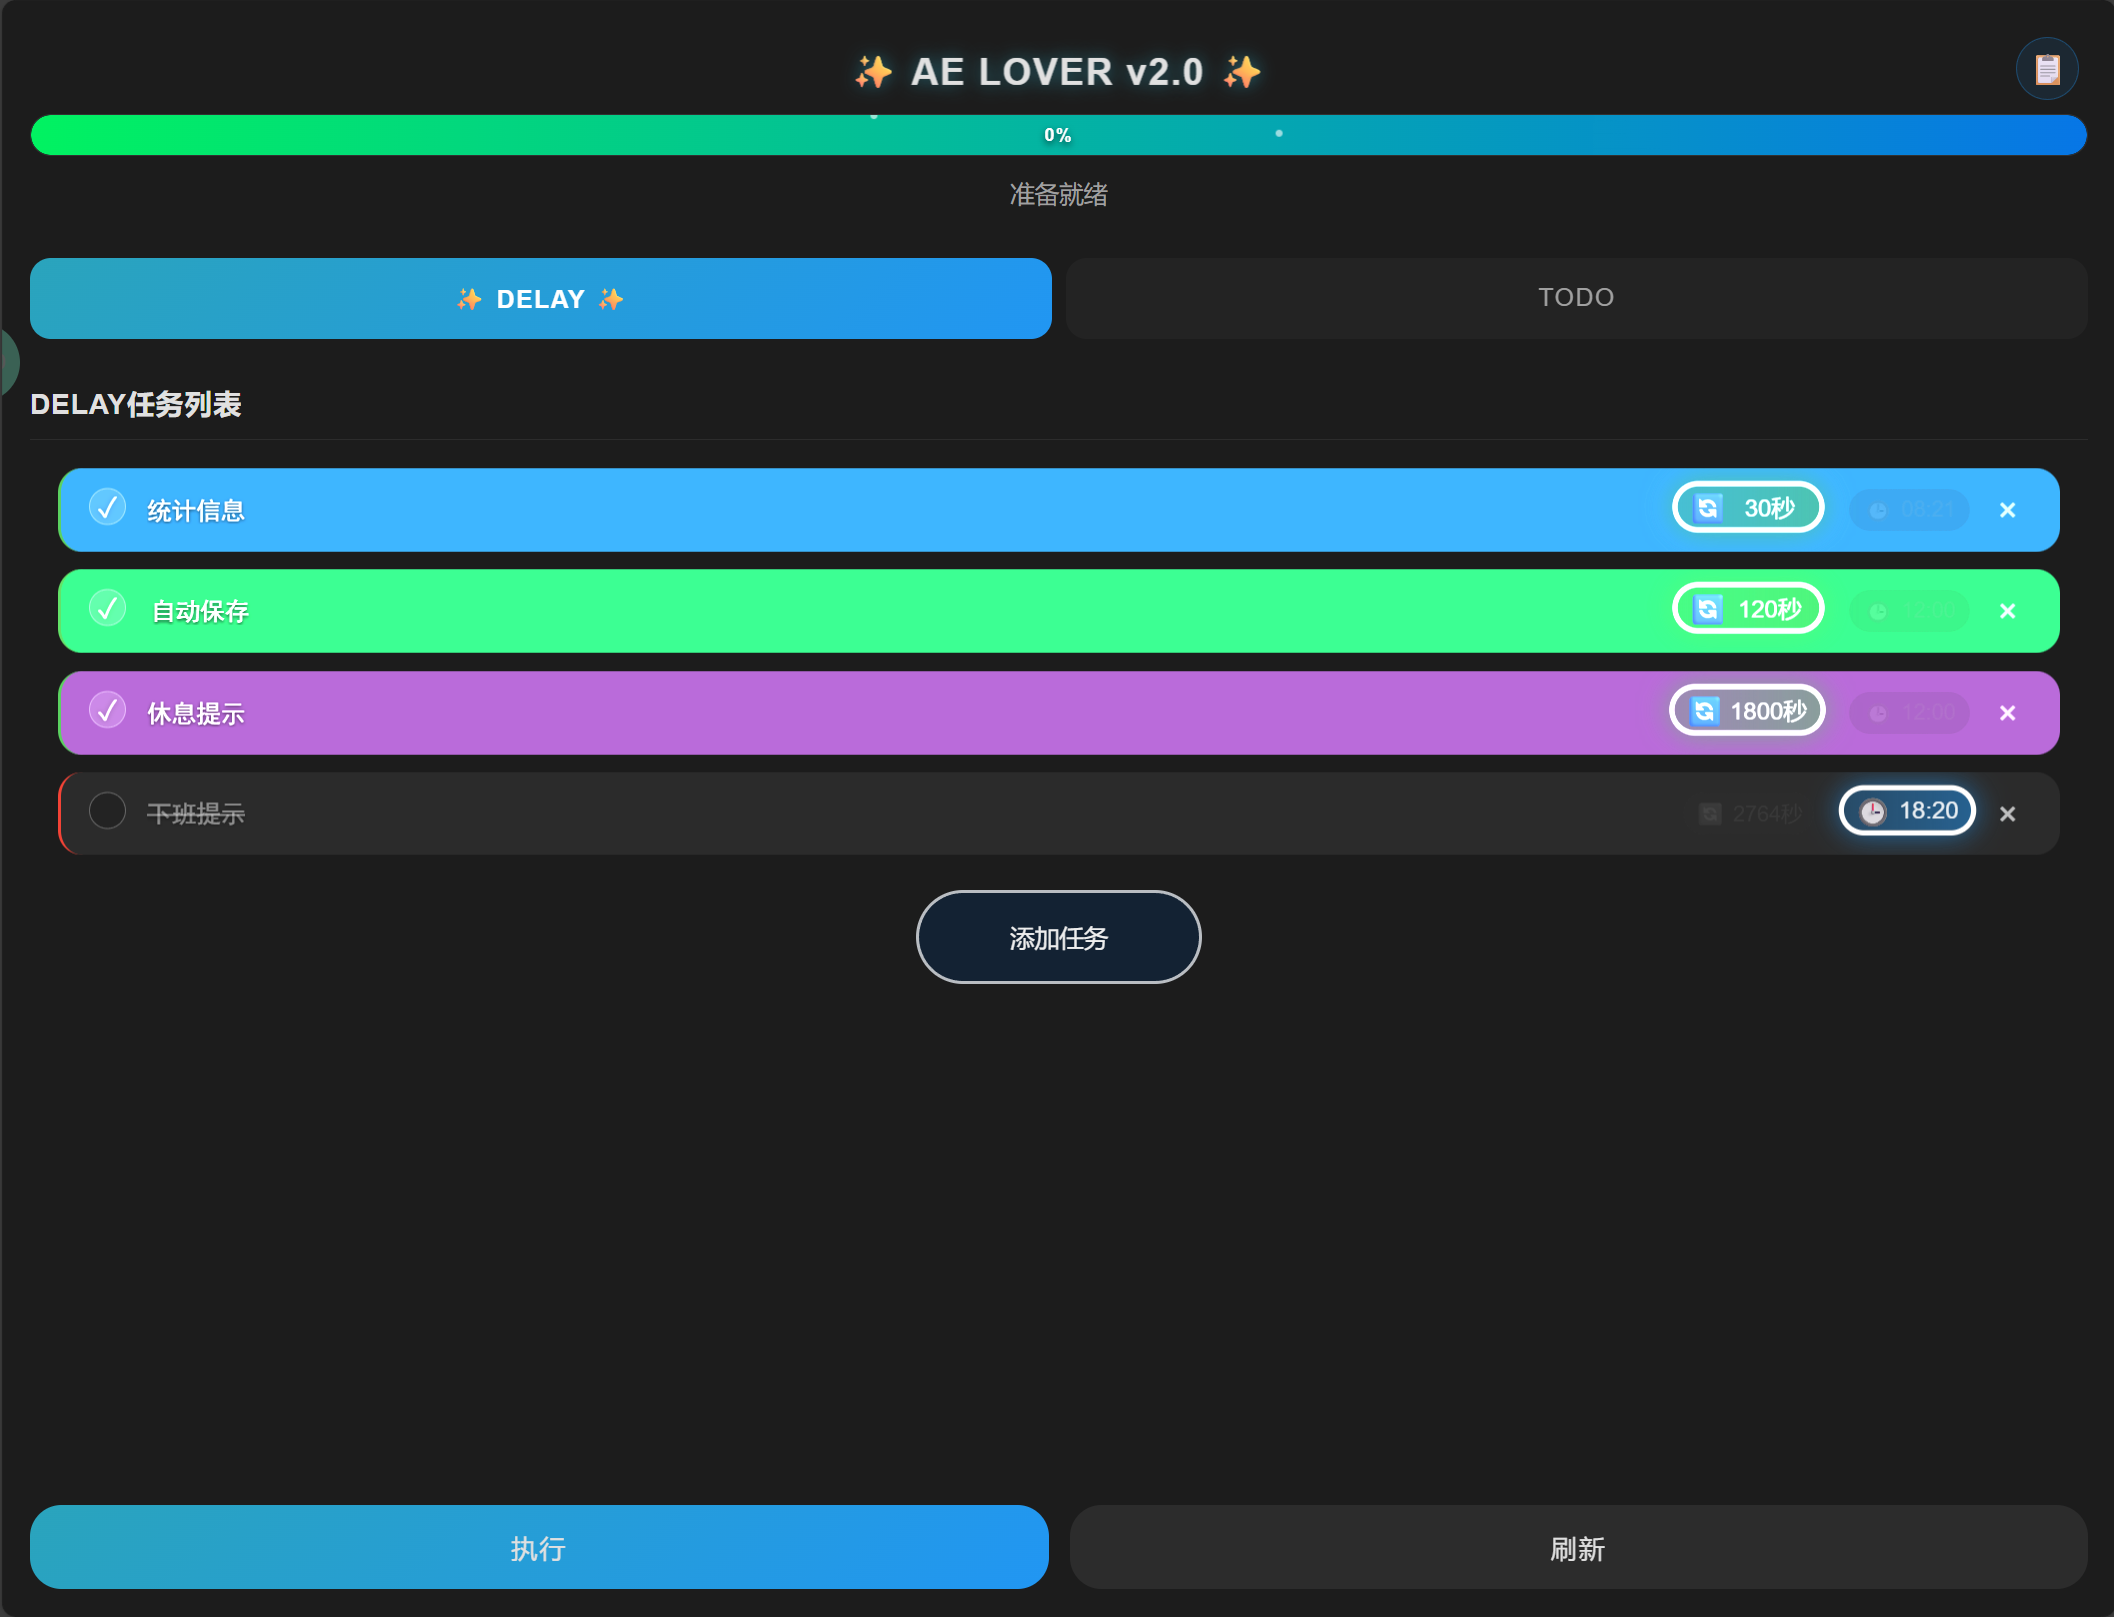 ✨ AE LOVER v2.0 ✨
0%
准备就绪
✨ DELAY ✨
TODO
DELAY任务列表
统计信息 30秒 08:21
自动保存 120秒
休息提示 1800秒 12:00
下班提示 2764秒 18:20
添加任务
执行
刷新